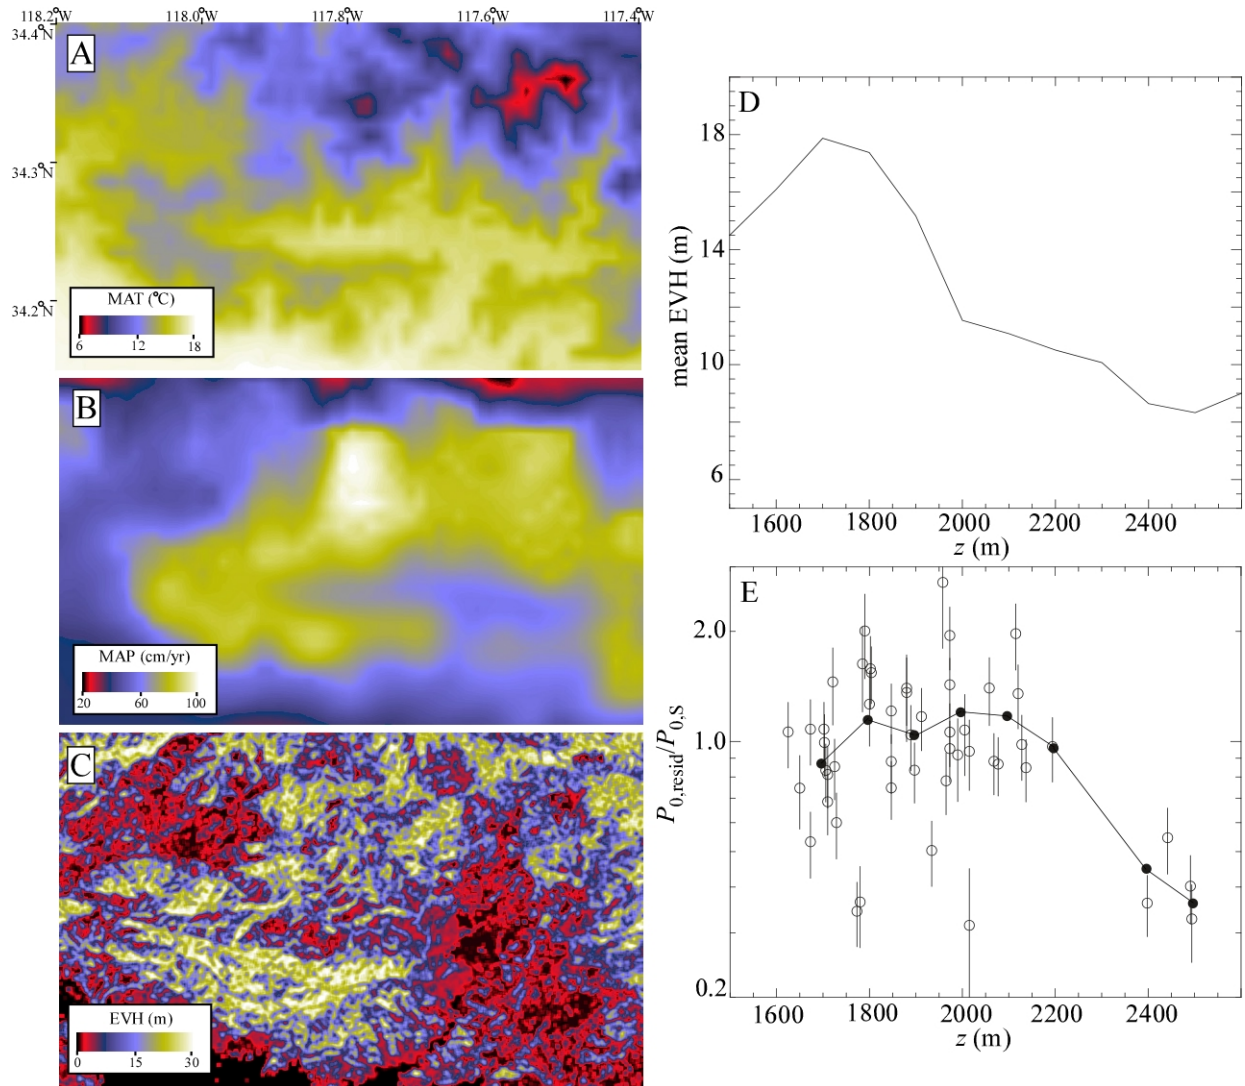 118.2°W 118.0°W 117.8°W 117.6°W 117.4°W
34.4°N
A
34.3°N
34.2°N
MAT (°C)
6 12 18
B
MAP (cm/yr)
20 60 100
C
EVH (m)
0 15 30
D
18
14
10
6
mean EVH (m)
1600 1800 2000 2200 2400
z (m)
E
2.0
1.0
0.2
P0,resid/P0,S
1600 1800 2000 2200 2400
z (m)